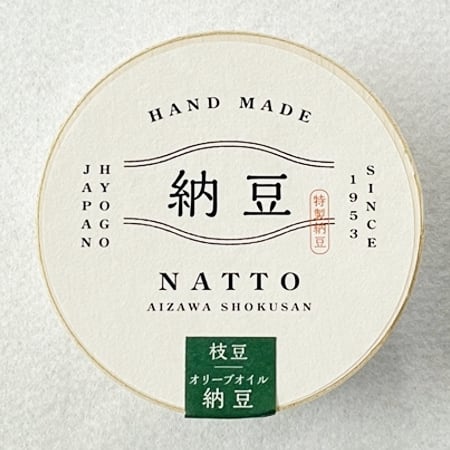 HAND MADE
JAPAN
HYOGO
納豆
特製納豆
1953
SINCE
NATTO
AIZAWA SHOKUSAN
枝豆
オリーブオイル
納豆